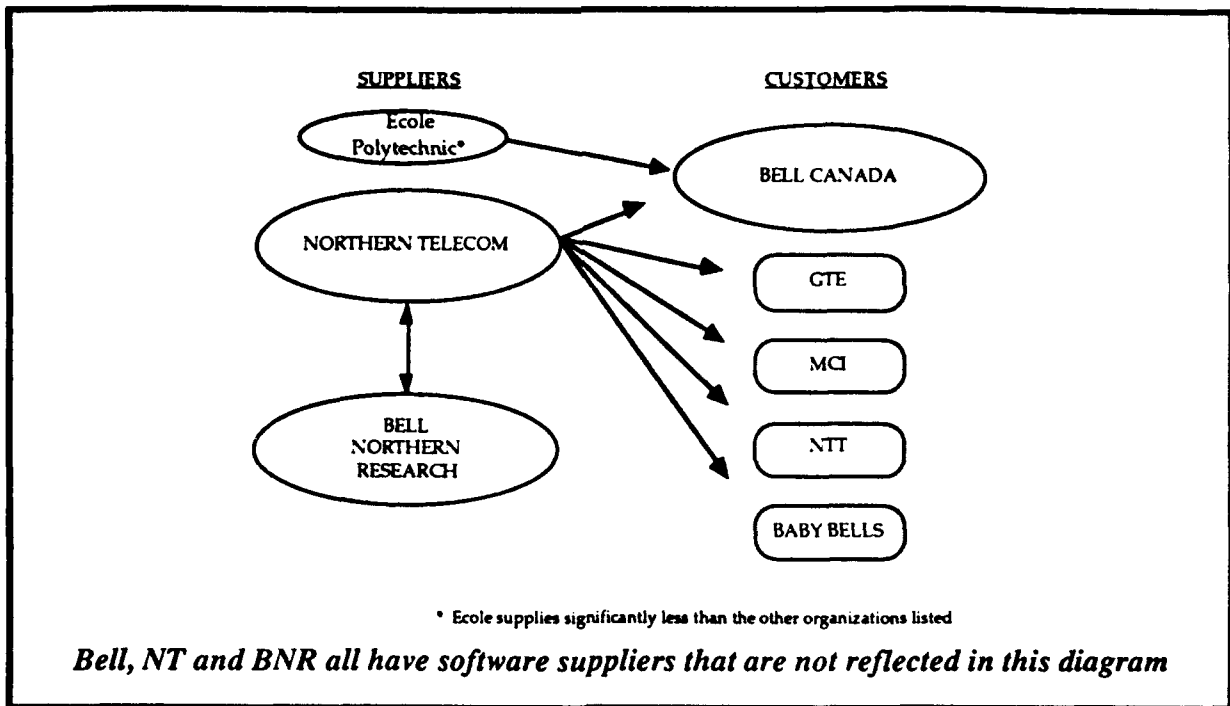 SUPPLIERS
CUSTOMERS
Ecole
Polytechnic*
BELL CANADA
NORTHERN TELECOM
GTE
MCI
BELL
NORTHERN
RESEARCH
NTT
BABY BELLS
* Ecole supplies significantly less than the other organizations listed
Bell, NT and BNR all have software suppliers that are not reflected in this diagram